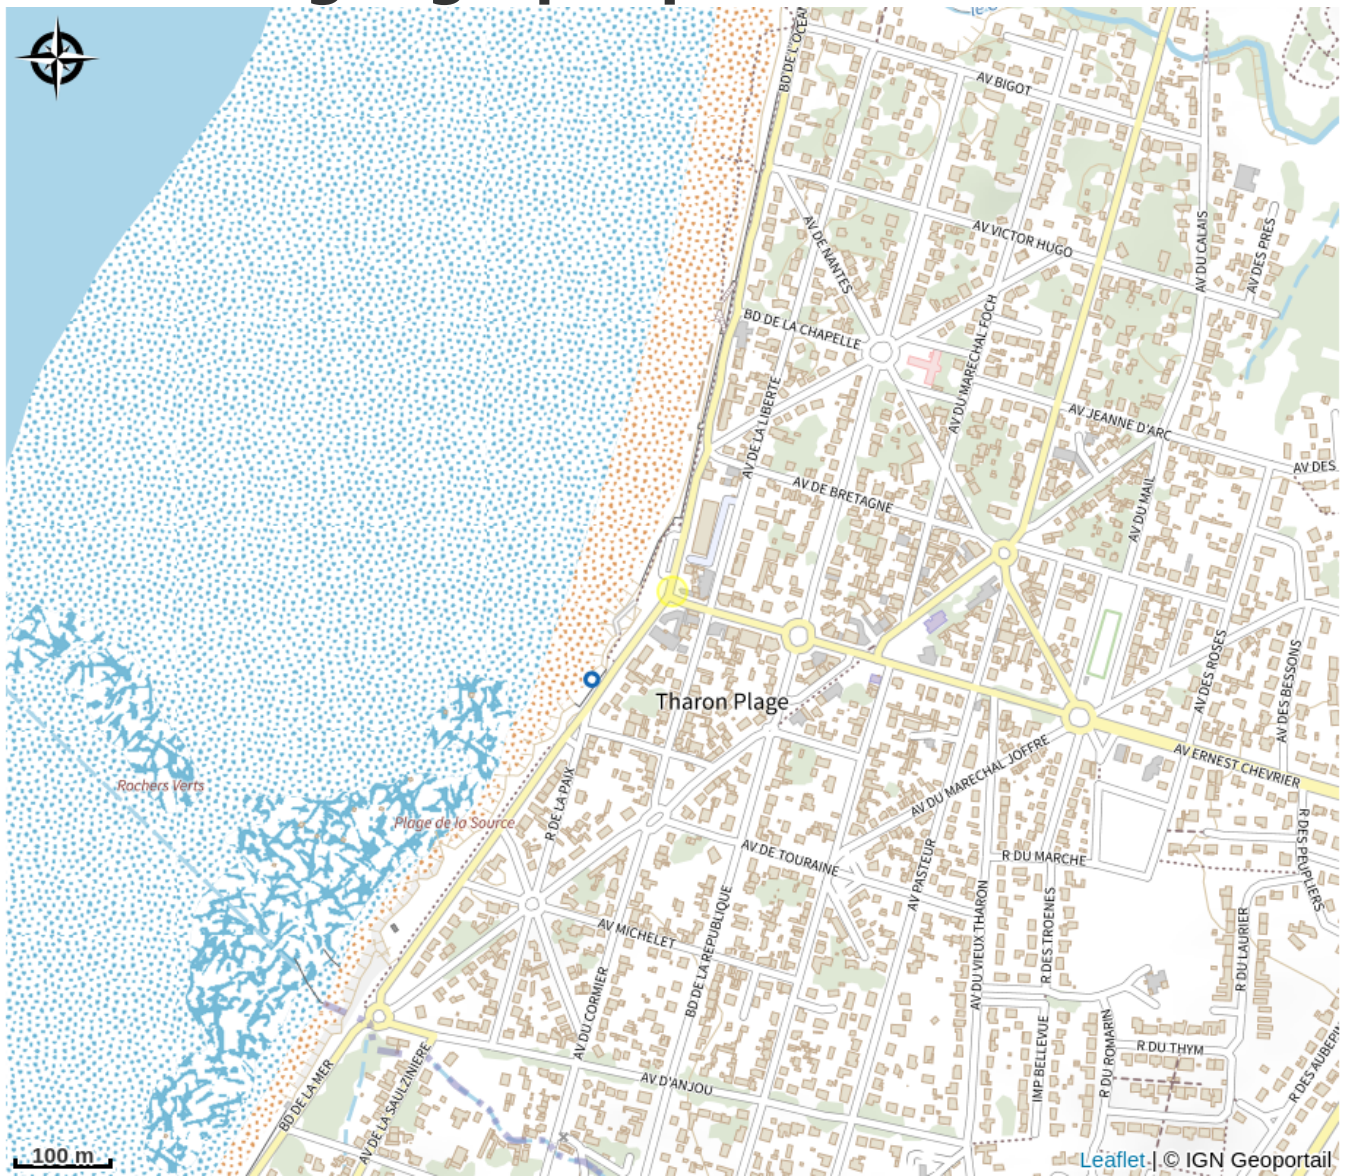 BD DE L'OCEAN
AV BIGOT
AV DE NANTES
AV VICTOR HUGO
AV DU CALAIS
AV DES PRES
BD DE LA CHAPELLE
AV DU MARECHAL FOCH
AV DE LA LIBERTE
AV JEANNE D'ARC
AV DES
AV DE BRETAGNE
AV DU MAIL
AV DES ROSES
AV DES BESSONS
Tharon Plage
Rochers Verts
Plage de la Source
R DE LA PAIX
AV DU MARECHAL JOFFRE
AV ERNEST CHEVRIER
AV DE TOURAINE
AV PASTEUR
R DU MARCHE
R DES PEUPLIERS
AV MICHELET
BD DE LA REPUBLIQUE
AV DU VIEUX THARON
R DES TROENES
R DU LAURIER
AV DU CORMIER
IMP BELLEVUE
R DU ROMARIN
R DU THYM
R DES AUBEPIN
BD DE LA MER
AV DE LA SAULZINIERE
AV D'ANJOU
100 m
Leaflet | © IGN Geoportail